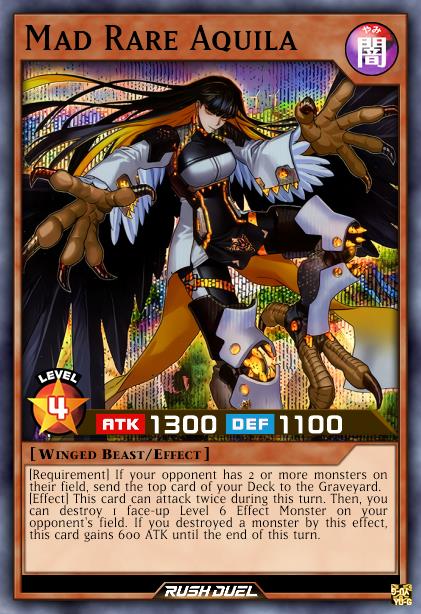 Mad Rare Aquila
やみ
闇
LEVEL
4
ATK 1300 DEF 1100
[Winged Beast/Effect]
[Requirement] If your opponent has 2 or more monsters on
their field, send the top card of your Deck to the Graveyard.
[Effect] This card can attack twice during this turn. Then, you
can destroy 1 face-up Level 6 Effect Monster on your
opponent's field. If you destroyed a monster by this effect,
this card gains 600 ATK until the end of this turn.
RUSH DUEL